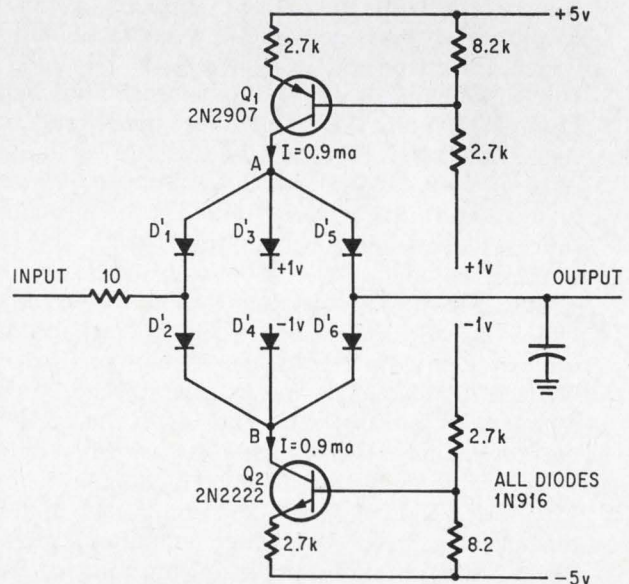 +5v
2.7k
8.2k
Q1
2N2907
I=0.9ma
A
2.7k
D'1
D'3
D'5
INPUT
10
+1v
+1v
OUTPUT
D'2
D'4
-1v
D'6
-1v
B
I=0.9ma
2.7k
Q2
2N2222
ALL DIODES
1N916
2.7k
8.2
-5v